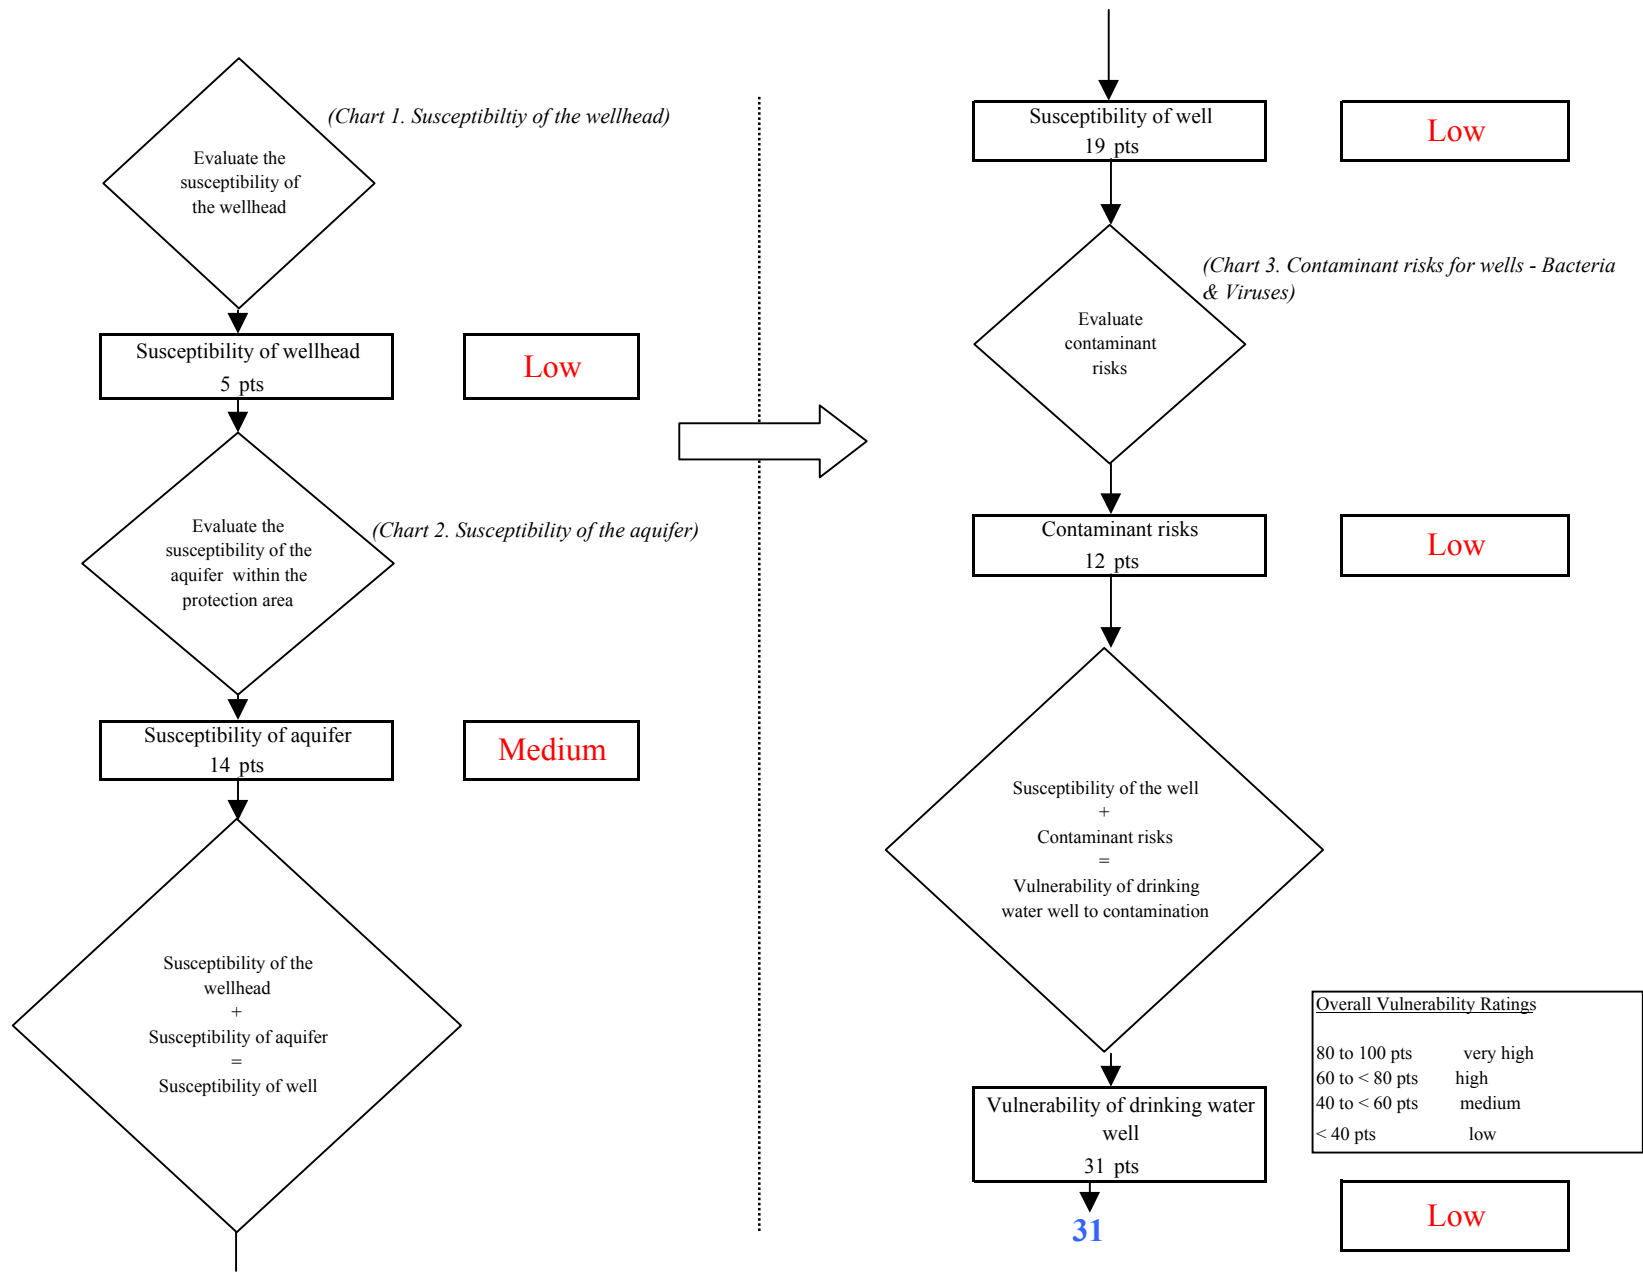 (Chart 1. Susceptibiltiy of the wellhead)
Evaluate the
susceptibility of
the wellhead
Susceptibility of wellhead
5 pts
Low
(Chart 2. Susceptibility of the aquifer)
Evaluate the
susceptibility of the
aquifer within the
protection area
Susceptibility of aquifer
14 pts
Medium
Susceptibility of the
wellhead
+
Susceptibility of aquifer
=
Susceptibility of well
Susceptibility of well
19 pts
Low
(Chart 3. Contaminant risks for wells - Bacteria
& Viruses)
Evaluate
contaminant
risks
Contaminant risks
12 pts
Low
Susceptibility of the well
+
Contaminant risks
=
Vulnerability of drinking
water well to contamination
Overall Vulnerability Ratings
80 to 100 pts very high
60 to < 80 pts high
40 to < 60 pts medium
< 40 pts low
Vulnerability of drinking water
well
31 pts
31
Low